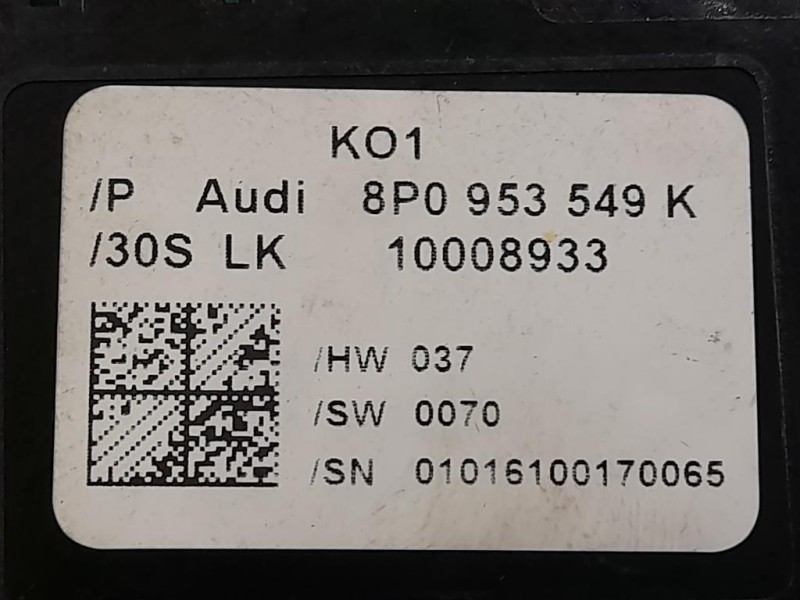 KO1
/P Audi 8P0 953 549 K
/30S LK 10008933
/HW 037
/SW 0070
/SN 01016100170065